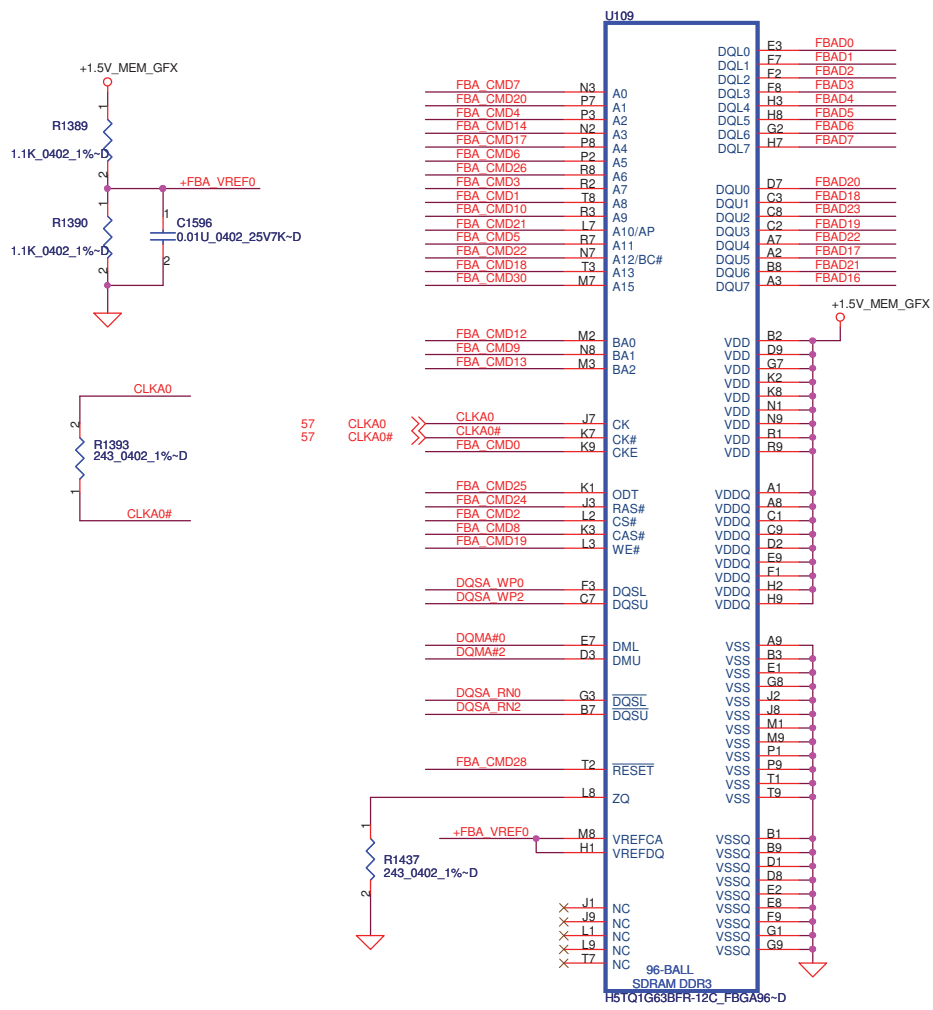 U109
+1.5V_MEM_GFX
1
R1389
1.1K_0402_1%~D
2
+FBA_VREF0
1
R1390
1.1K_0402_1%~D
2
1
C1596
0.01U_0402_25V7K~D
2
CLKA0
2
R1393
243_0402_1%~D
1
CLKA0#
57 CLKA0
57 CLKA0#
FBA_CMD7 N3 A0
FBA_CMD20 P7 A1
FBA_CMD4 P3 A2
FBA_CMD14 N2 A3
FBA_CMD17 P8 A4
FBA_CMD6 P2 A5
FBA_CMD26 R8 A6
FBA_CMD3 R2 A7
FBA_CMD1 T8 A8
FBA_CMD10 R3 A9
FBA_CMD21 L7 A10/AP
FBA_CMD5 R7 A11
FBA_CMD22 N7 A12/BC#
FBA_CMD18 T3 A13
FBA_CMD30 M7 A15
FBA_CMD12 M2 BA0
FBA_CMD9 N8 BA1
FBA_CMD13 M3 BA2
CLKA0 J7 CK
CLKA0# K7 CK#
FBA_CMD0 K9 CKE
FBA_CMD25 K1 ODT
FBA_CMD24 J3 RAS#
FBA_CMD2 L2 CS#
FBA_CMD8 K3 CAS#
FBA_CMD19 L3 WE#
DQSA_WP0 F3 DQSL
DQSA_WP2 C7 DQSU
DQMA#0 E7 DML
DQMA#2 D3 DMU
DQSA_RN0 G3 DQSL
DQSA_RN2 B7 DQSU
FBA_CMD28 T2 RESET
L8 ZQ
1
R1437
243_0402_1%~D
2
+FBA_VREF0 M8 VREFCA
H1 VREFDQ
J1 NC
J9 NC
L1 NC
L9 NC
T7 NC
DQL0 E3 FBAD0
DQL1 F7 FBAD1
DQL2 F2 FBAD2
DQL3 F8 FBAD3
DQL4 H3 FBAD4
DQL5 H8 FBAD5
DQL6 G2 FBAD6
DQL7 H7 FBAD7
DQU0 D7 FBAD20
DQU1 C3 FBAD18
DQU2 C8 FBAD23
DQU3 C2 FBAD19
DQU4 A7 FBAD22
DQU5 A2 FBAD17
DQU6 B8 FBAD21
DQU7 A3 FBAD16
+1.5V_MEM_GFX
VDD B2
VDD D9
VDD G7
VDD K2
VDD K8
VDD N1
VDD N9
VDD R1
VDD R9
VDDQ A1
VDDQ A8
VDDQ C1
VDDQ C9
VDDQ D2
VDDQ E9
VDDQ F1
VDDQ H2
VDDQ H9
VSS A9
VSS B3
VSS E1
VSS G8
VSS J2
VSS J8
VSS M1
VSS M9
VSS P1
VSS P9
VSS T1
VSS T9
VSSQ B1
VSSQ B9
VSSQ D1
VSSQ D8
VSSQ E2
VSSQ E8
VSSQ F9
VSSQ G1
VSSQ G9
96-BALL
SDRAM DDR3
H5TQ1G63BFR-12C_FBGA96~D